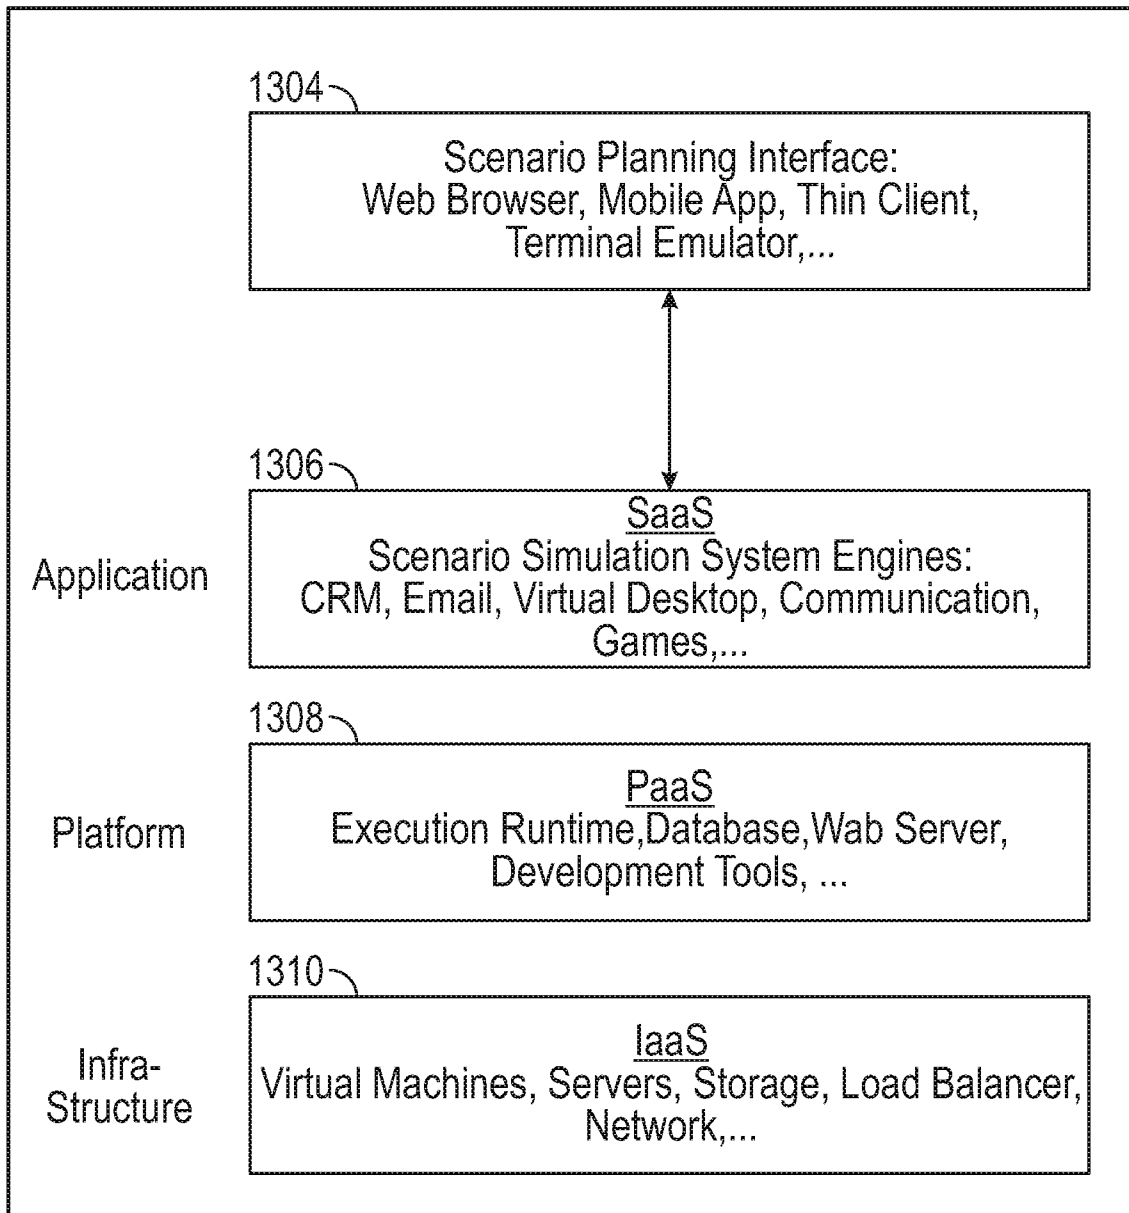 1304
Scenario Planning Interface:
Web Browser, Mobile App, Thin Client,
Terminal Emulator,...
1306
SaaS
Application
Scenario Simulation System Engines:
CRM, Email, Virtual Desktop, Communication,
Games,...
1308
PaaS
Platform
Execution Runtime,Database,Wab Server,
Development Tools, ...
1310
IaaS
Infra-
Structure
Virtual Machines, Servers, Storage, Load Balancer,
Network,...